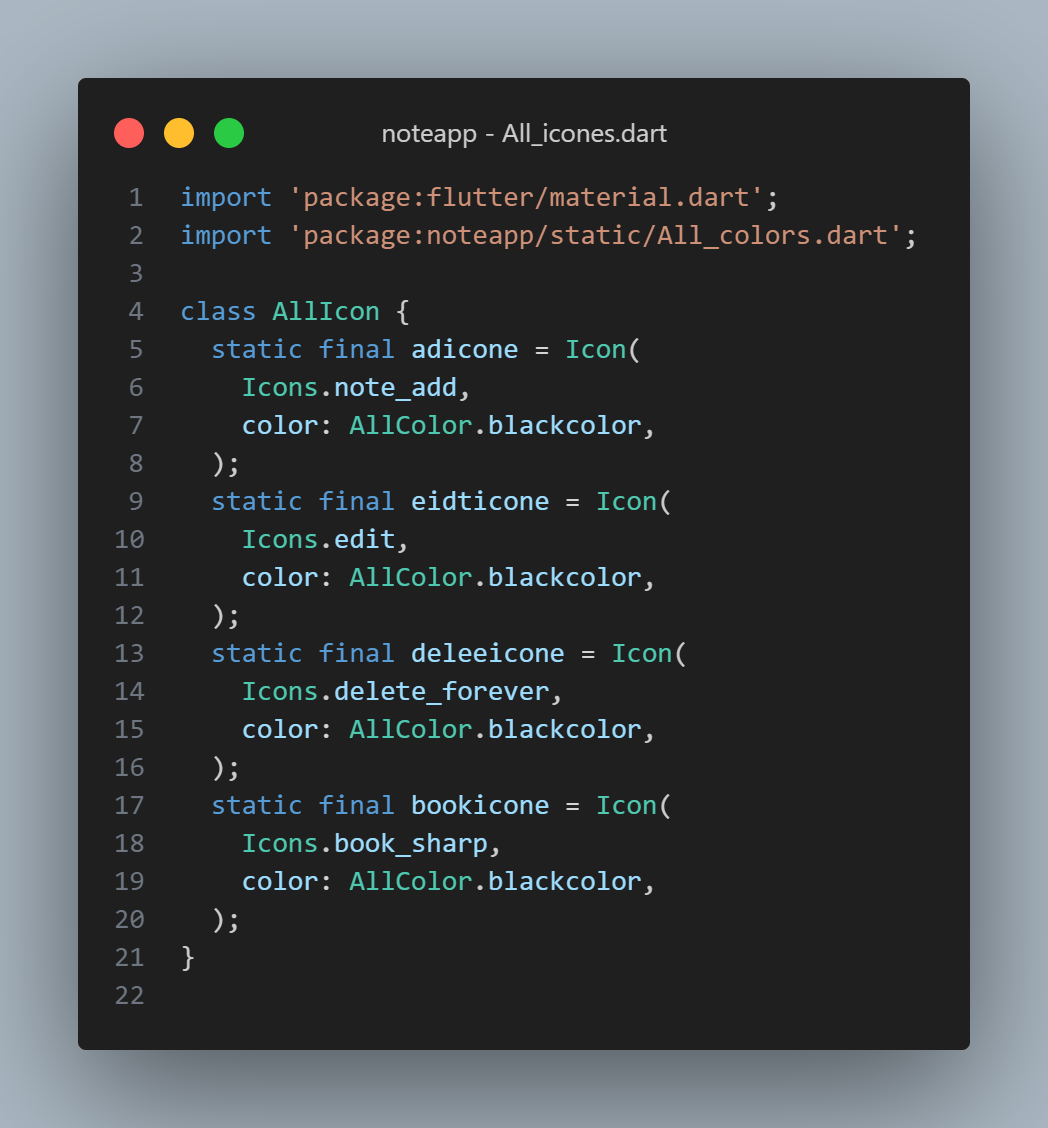 noteapp - All_icones.dart
1 import 'package:flutter/material.dart';
2 import 'package:noteapp/static/All_colors.dart';
3
4 class AllIcon {
5   static final adicone = Icon(
6     Icons.note_add,
7     color: AllColor.blackcolor,
8   );
9   static final eidticone = Icon(
10     Icons.edit,
11     color: AllColor.blackcolor,
12   );
13   static final deleeicone = Icon(
14     Icons.delete_forever,
15     color: AllColor.blackcolor,
16   );
17   static final bookicone = Icon(
18     Icons.book_sharp,
19     color: AllColor.blackcolor,
20   );
21 }
22